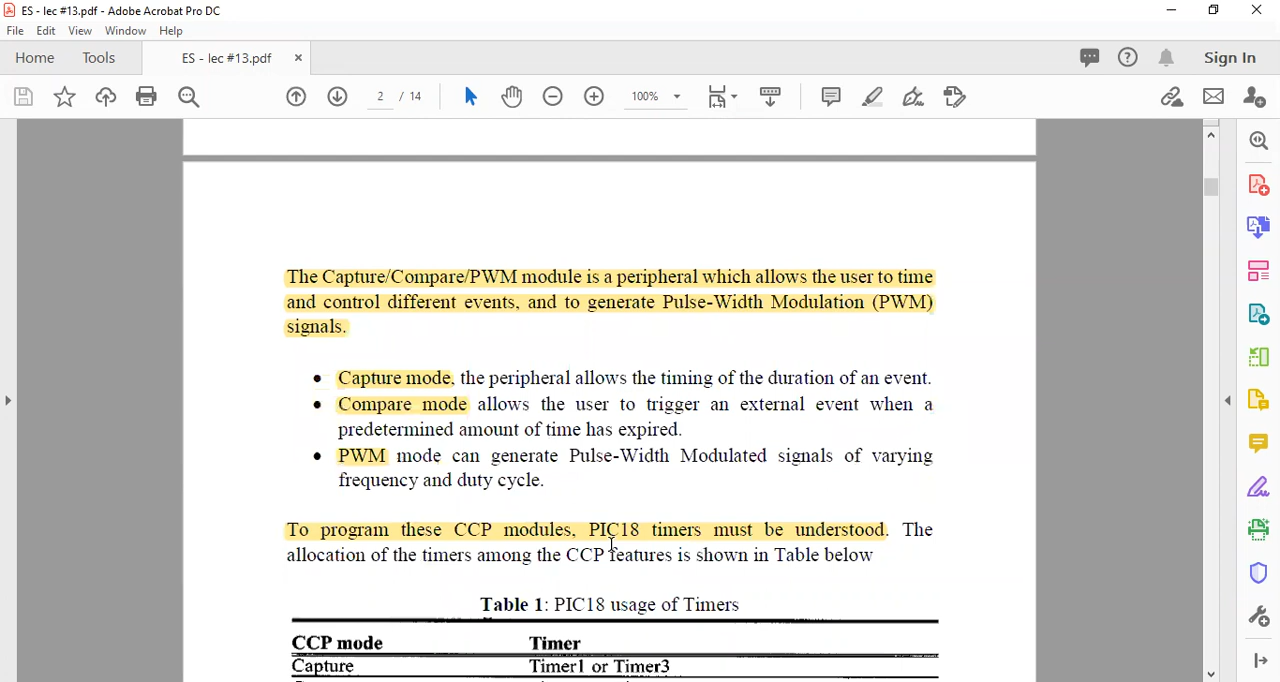 ES - lec #13.pdf - Adobe Acrobat Pro DC
File Edit View Window Help
Home Tools ES - lec #13.pdf × Sign In
2 / 14 100%
The Capture/Compare/PWM module is a peripheral which allows the user to time
and control different events, and to generate Pulse-Width Modulation (PWM)
signals.
• Capture mode, the peripheral allows the timing of the duration of an event.
• Compare mode allows the user to trigger an external event when a
predetermined amount of time has expired.
• PWM mode can generate Pulse-Width Modulated signals of varying
frequency and duty cycle.
To program these CCP modules, PIC18 timers must be understood. The
allocation of the timers among the CCP features is shown in Table below
Table 1: PIC18 usage of Timers
CCP mode Timer
Capture Timer1 or Timer3